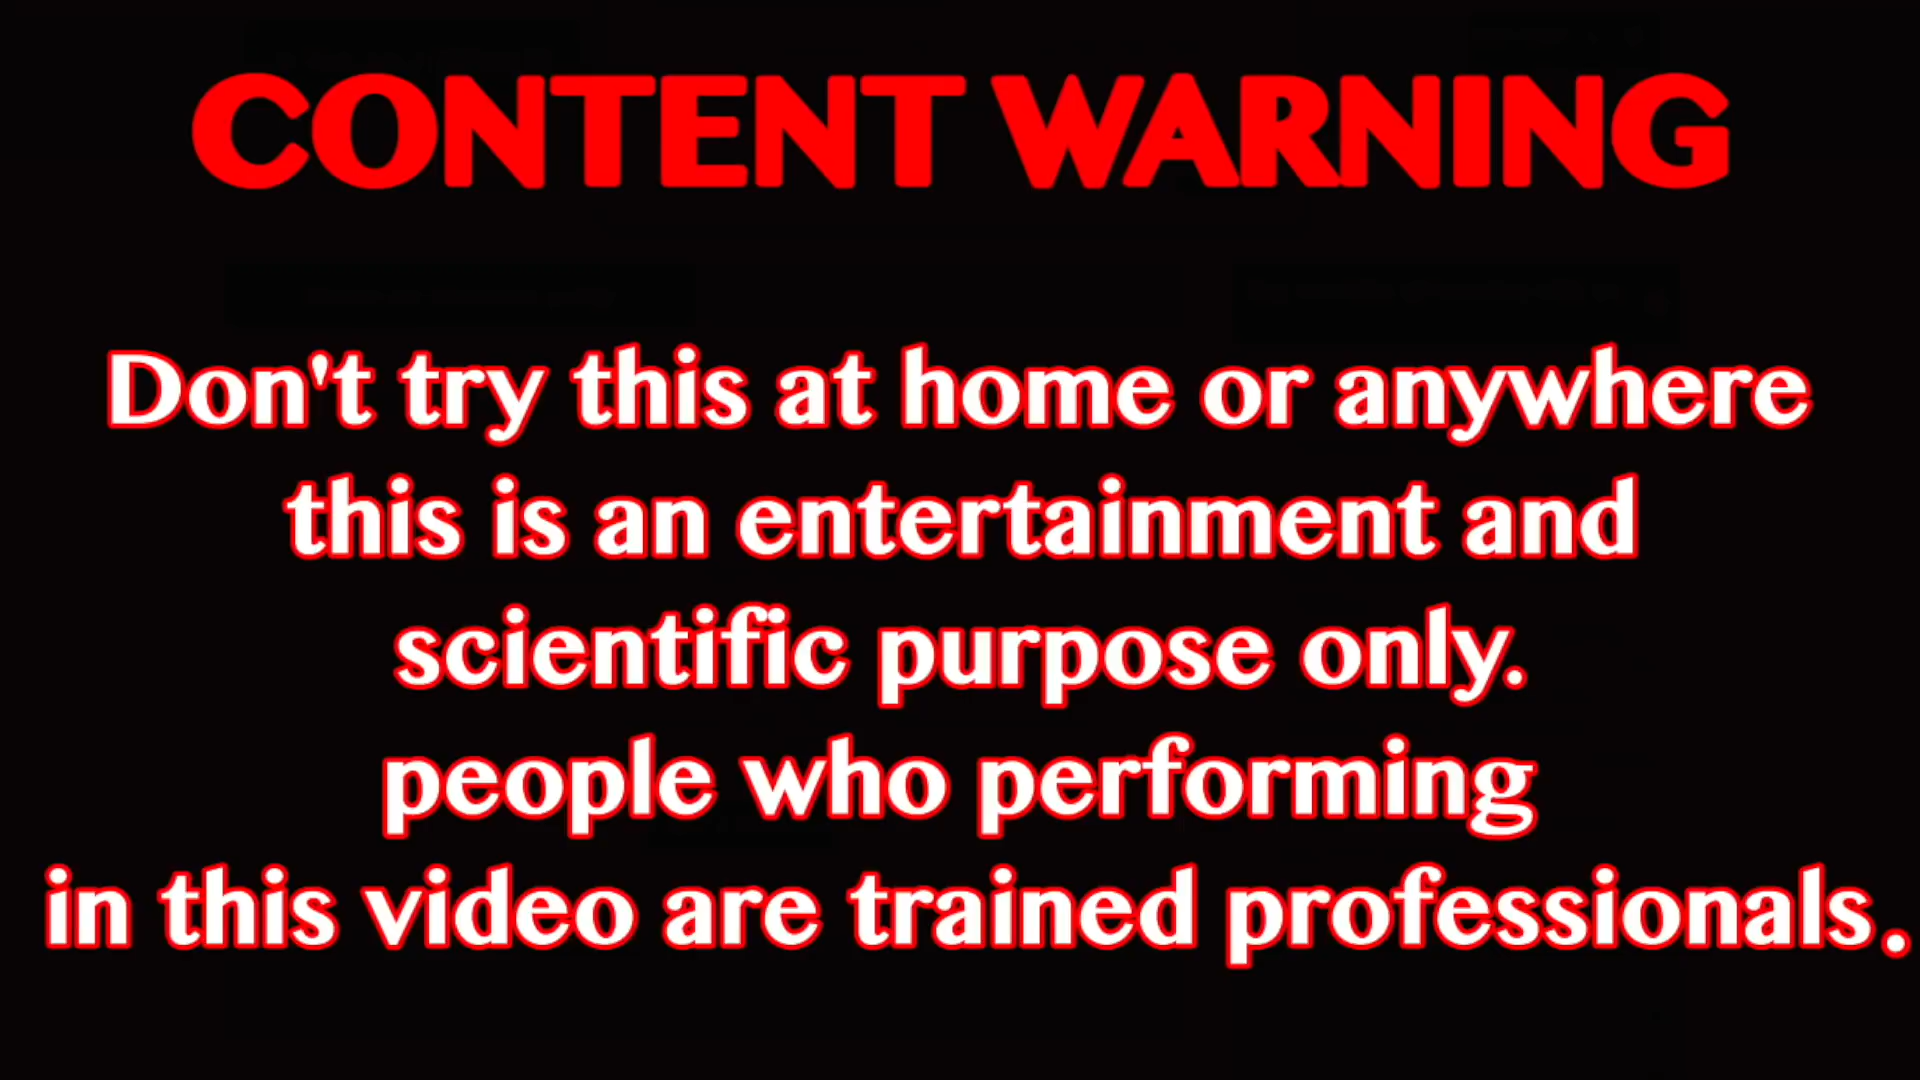 CONTENT WARNING
Don't try this at home or anywhere
this is an entertainment and
scientific purpose only.
people who performing
in this video are trained professionals.